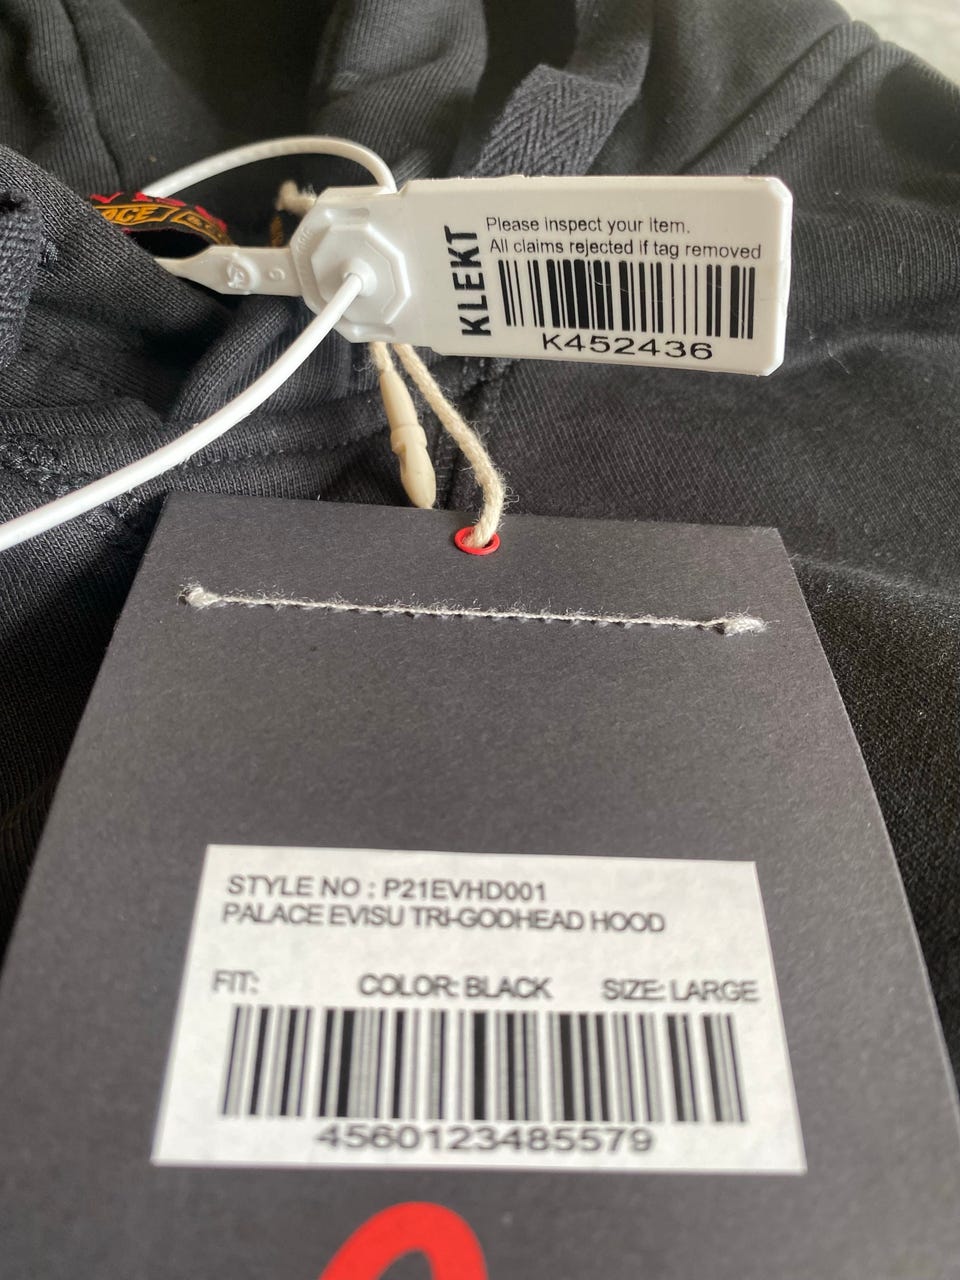 Please inspect your item.
All claims rejected if tag removed
KLEKT
K452436
STYLE NO : P21EVHD001
PALACE EVISU TRI-GODHEAD HOOD
FIT: COLOR: BLACK SIZE: LARGE
4560123485579